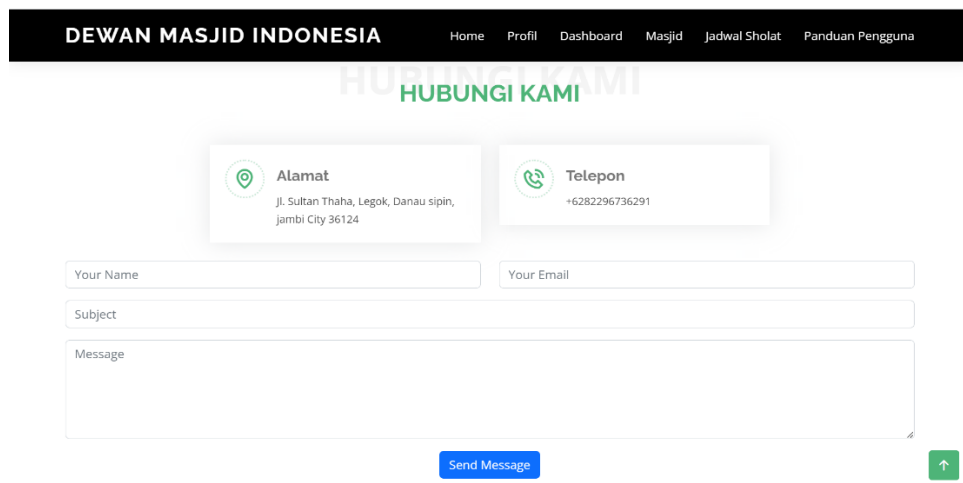 DEWAN MASJID INDONESIA
Home Profil Dashboard Masjid Jadwal Sholat Panduan Pengguna
HUBUNGI KAMI
HUBUNGI KAMI
Alamat
Jl. Sultan Thaha, Legok, Danau sipin,
jambi City 36124
Telepon
+6282296736291
Your Name
Your Email
Subject
Message
Send Message